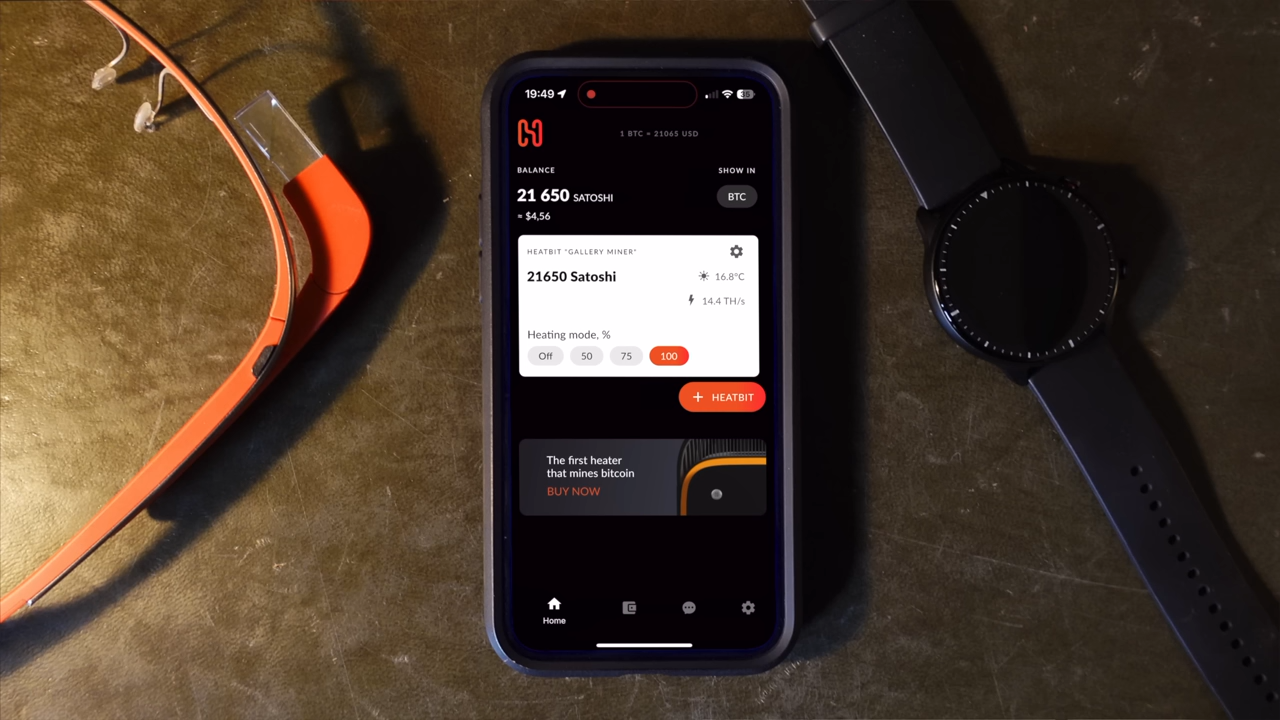 19:49
35
1 BTC = 21065 USD
BALANCE
SHOW IN
21 650 SATOSHI
BTC
≈ $4,56
HEATBIT "GALLERY MINER"
21650 Satoshi
16.8°C
14.4 TH/s
Heating mode, %
Off 50 75 100
+ HEATBIT
The first heater
that mines bitcoin
BUY NOW
Home